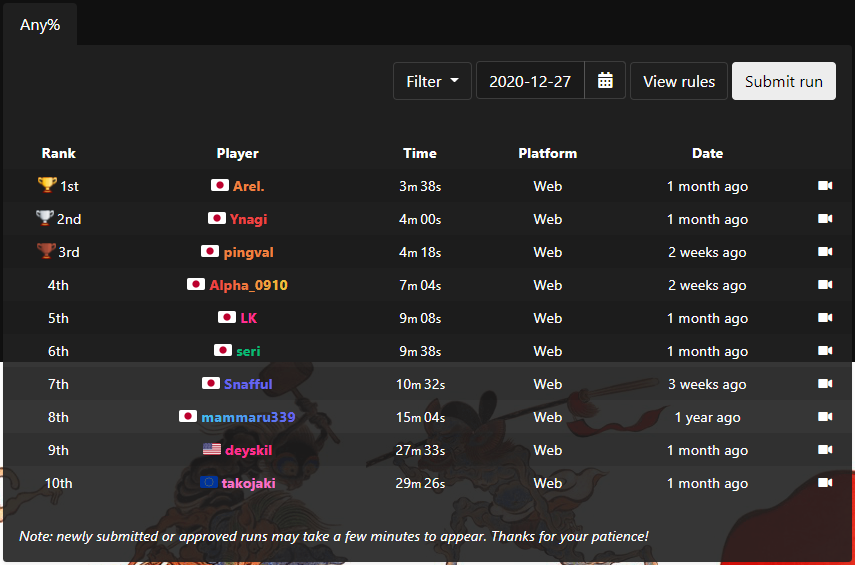 Any%
Filter 2020-12-27 View rules Submit run
Rank Player Time Platform Date
1st Arel. 3m 38s Web 1 month ago
2nd Ynagi 4m 00s Web 1 month ago
3rd pingval 4m 18s Web 2 weeks ago
4th Alpha_0910 7m 04s Web 2 weeks ago
5th LK 9m 08s Web 1 month ago
6th seri 9m 38s Web 1 month ago
7th Snafful 10m 32s Web 3 weeks ago
8th mammaru339 15m 04s Web 1 year ago
9th deyskil 27m 33s Web 1 month ago
10th takojaki 29m 26s Web 1 month ago
Note: newly submitted or approved runs may take a few minutes to appear. Thanks for your patience!